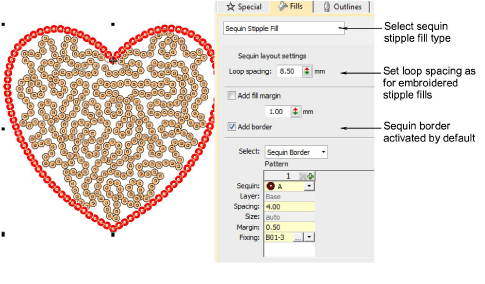 Special Fills Outlines
Sequin Stipple Fill
Select sequin
stipple fill type
Sequin layout settings
Loop spacing: 8.50 mm
Set loop spacing as
for embroidered
stipple fills
Add fill margin
1.00 mm
Add border
Sequin border
activated by default
Select: Sequin Border
Pattern
1
Sequin: A
Layer: Base
Spacing: 4.00
Size: auto
Margin: 0.50
Fixing: B01-3 ...